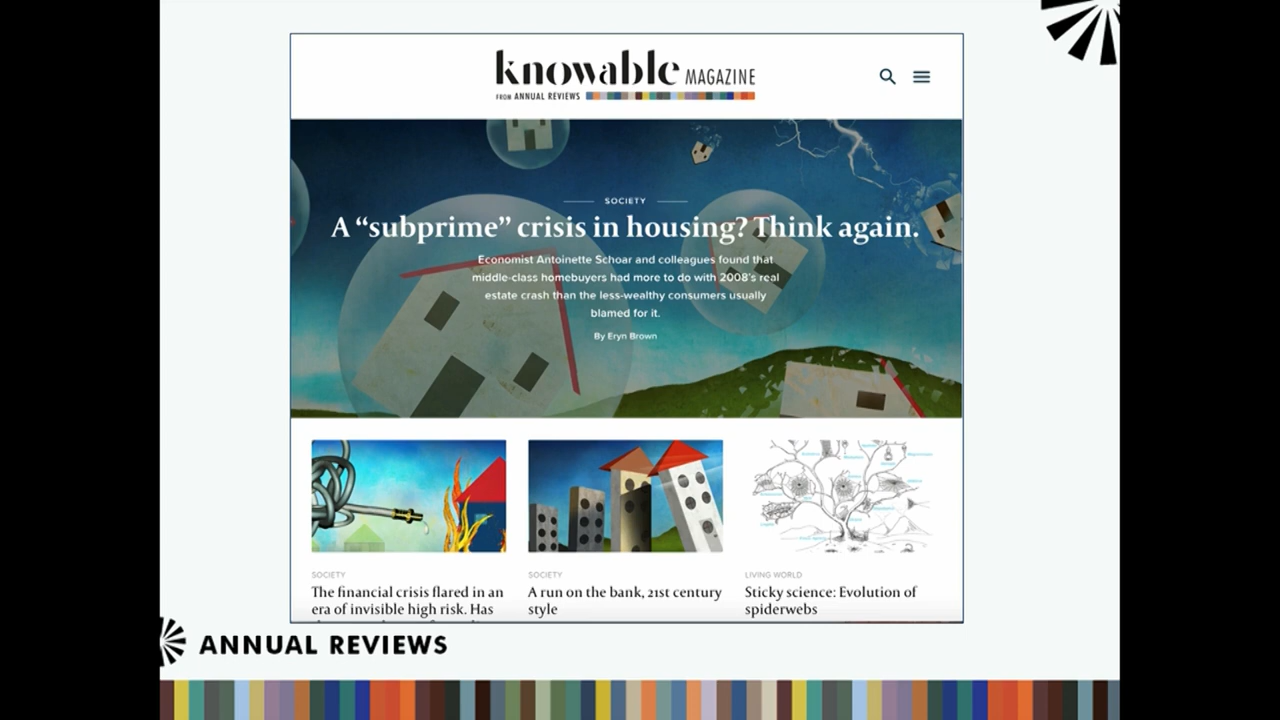 knowable MAGAZINE
FROM ANNUAL REVIEWS
SOCIETY
A “subprime” crisis in housing? Think again.
Economist Antoinette Schoar and colleagues found that
middle-class homebuyers had more to do with 2008’s real
estate crash than the less-wealthy consumers usually
blamed for it.
By Eryn Brown
SOCIETY
The financial crisis flared in an
era of invisible high risk. Has
SOCIETY
A run on the bank, 21st century
style
LIVING WORLD
Sticky science: Evolution of
spiderwebs
ANNUAL REVIEWS